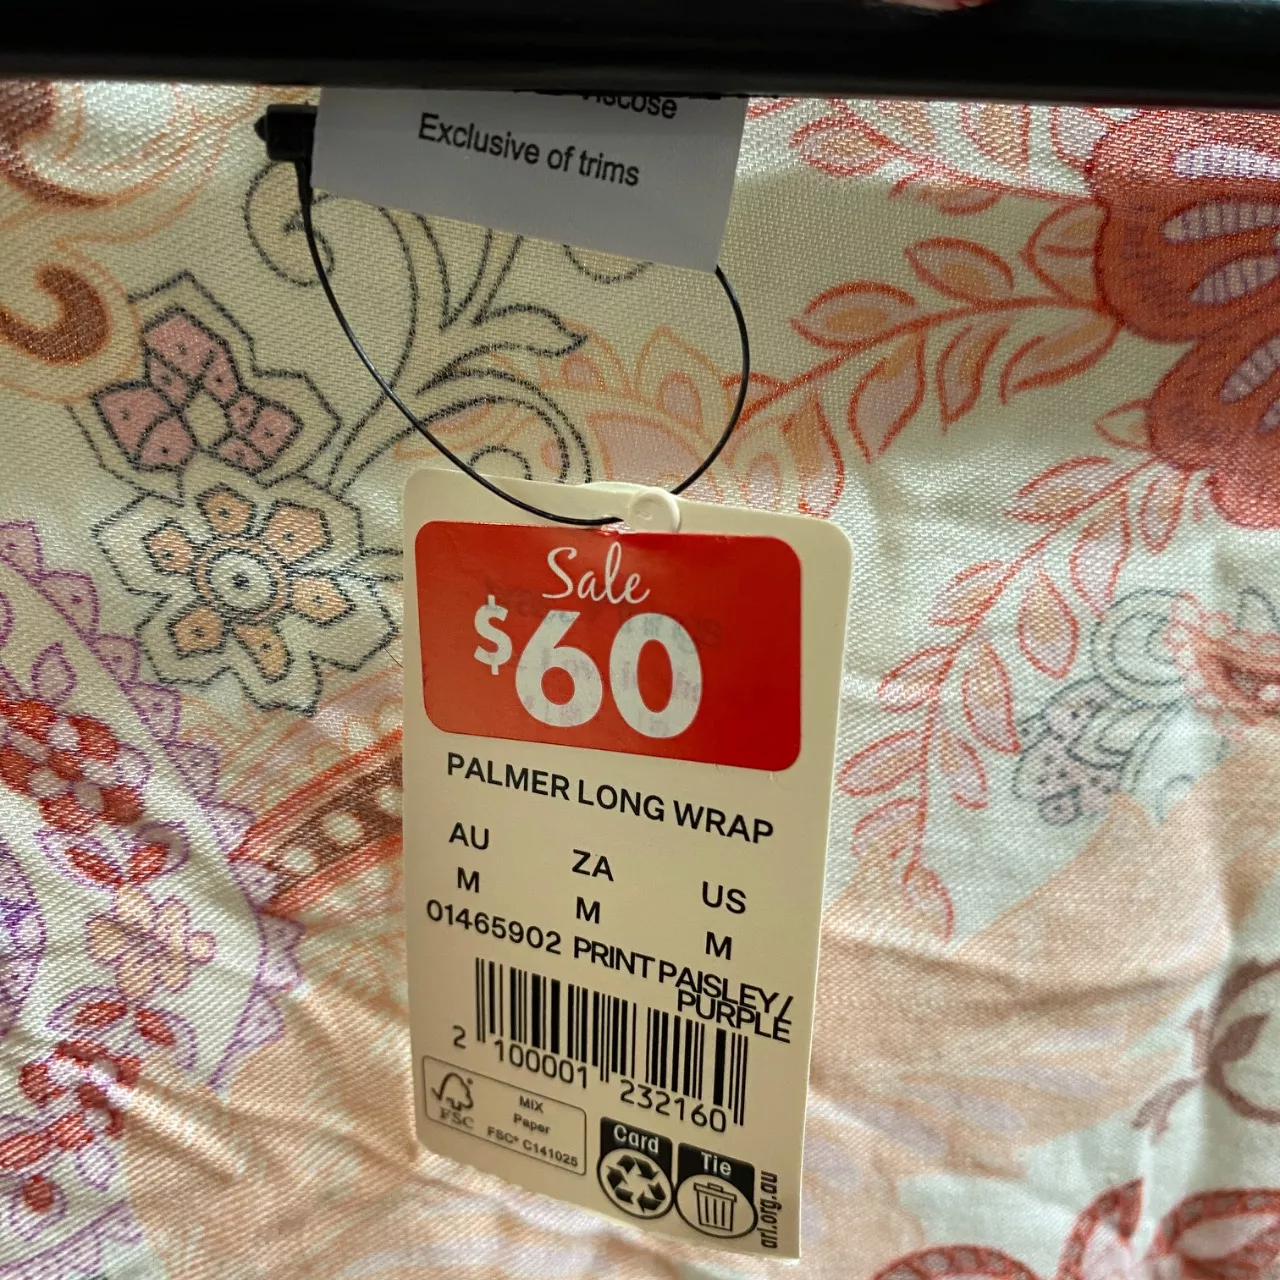 Viscose
Exclusive of trims
Sale
$60
PALMER LONG WRAP
AU ZA US
M M M
01465902 PRINT PAISLEY/
PURPLE
2 100001 232160
FSC
MIX
Paper
FSC® C141025
Card
Tie
arl.org.au